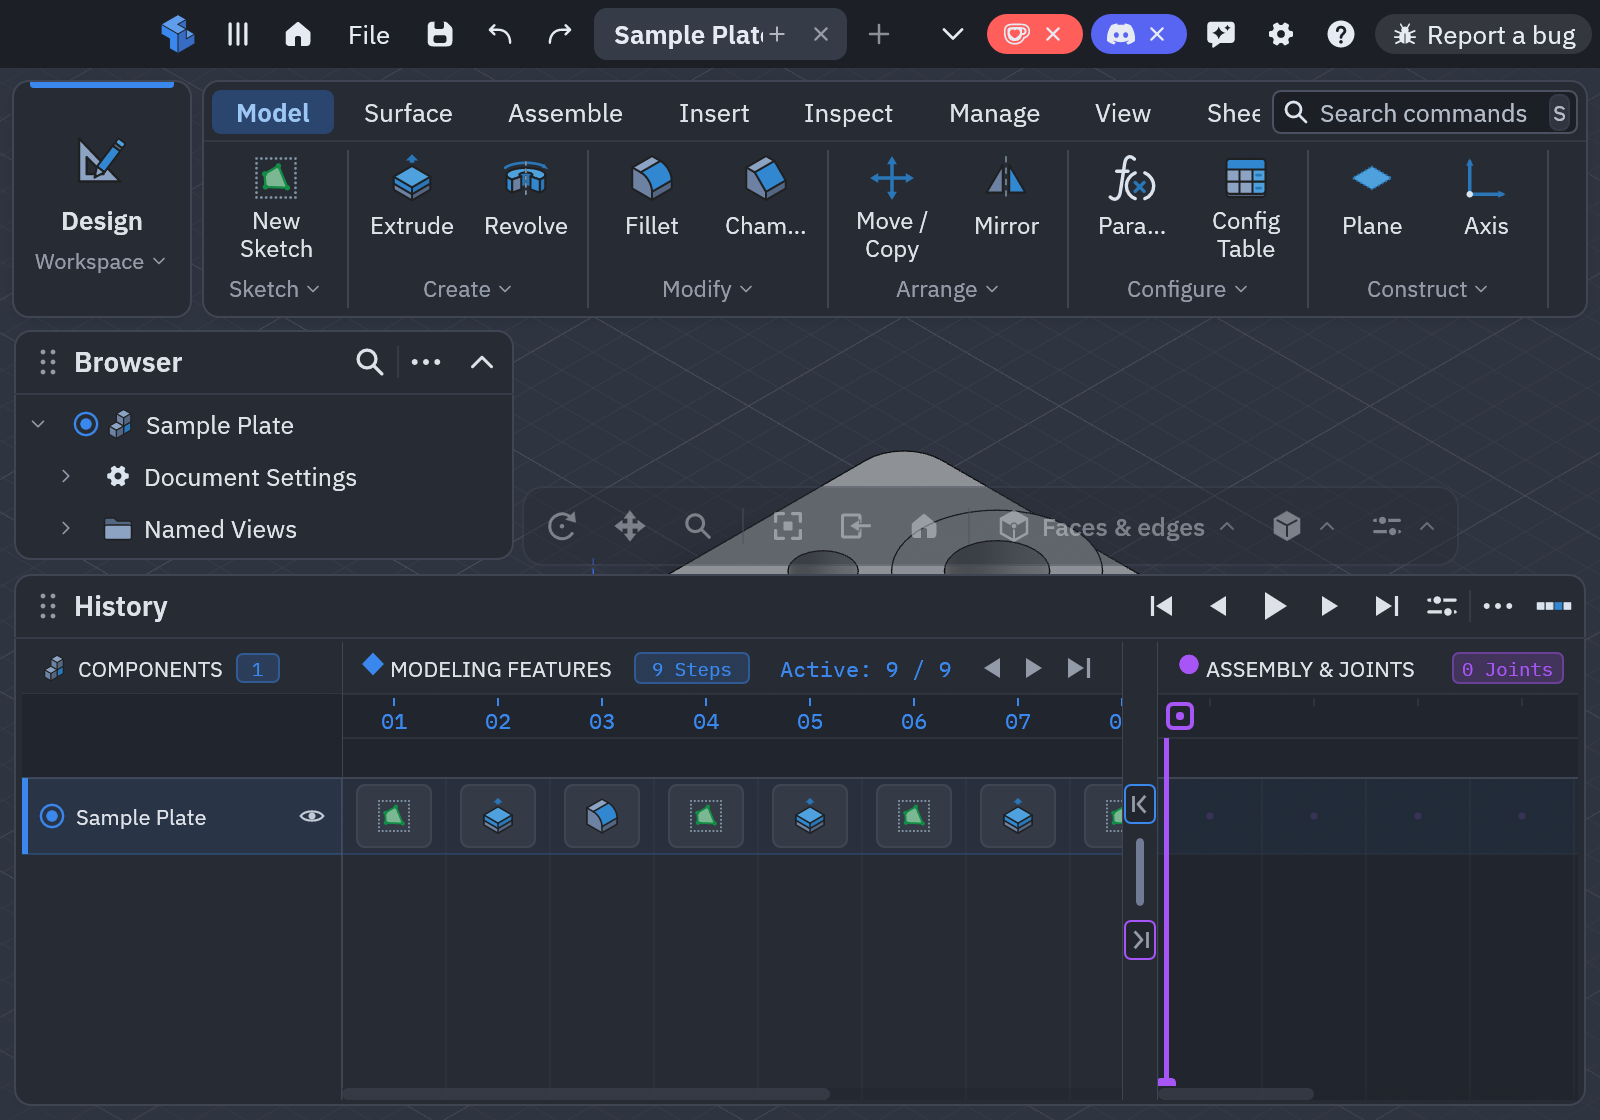 File
Sample Plat
Report a bug
Design
Workspace
Model
Surface
Assemble
Insert
Inspect
Manage
View
Shee
Search commands
S
New
Sketch
Extrude
Revolve
Fillet
Cham...
Move /
Copy
Mirror
Para...
Config
Table
Plane
Axis
Sketch
Create
Modify
Arrange
Configure
Construct
Browser
Sample Plate
Document Settings
Named Views
Faces & edges
History
COMPONENTS
1
MODELING FEATURES
9 Steps
Active: 9 / 9
ASSEMBLY & JOINTS
0 Joints
01
02
03
04
05
06
07
0
Sample Plate